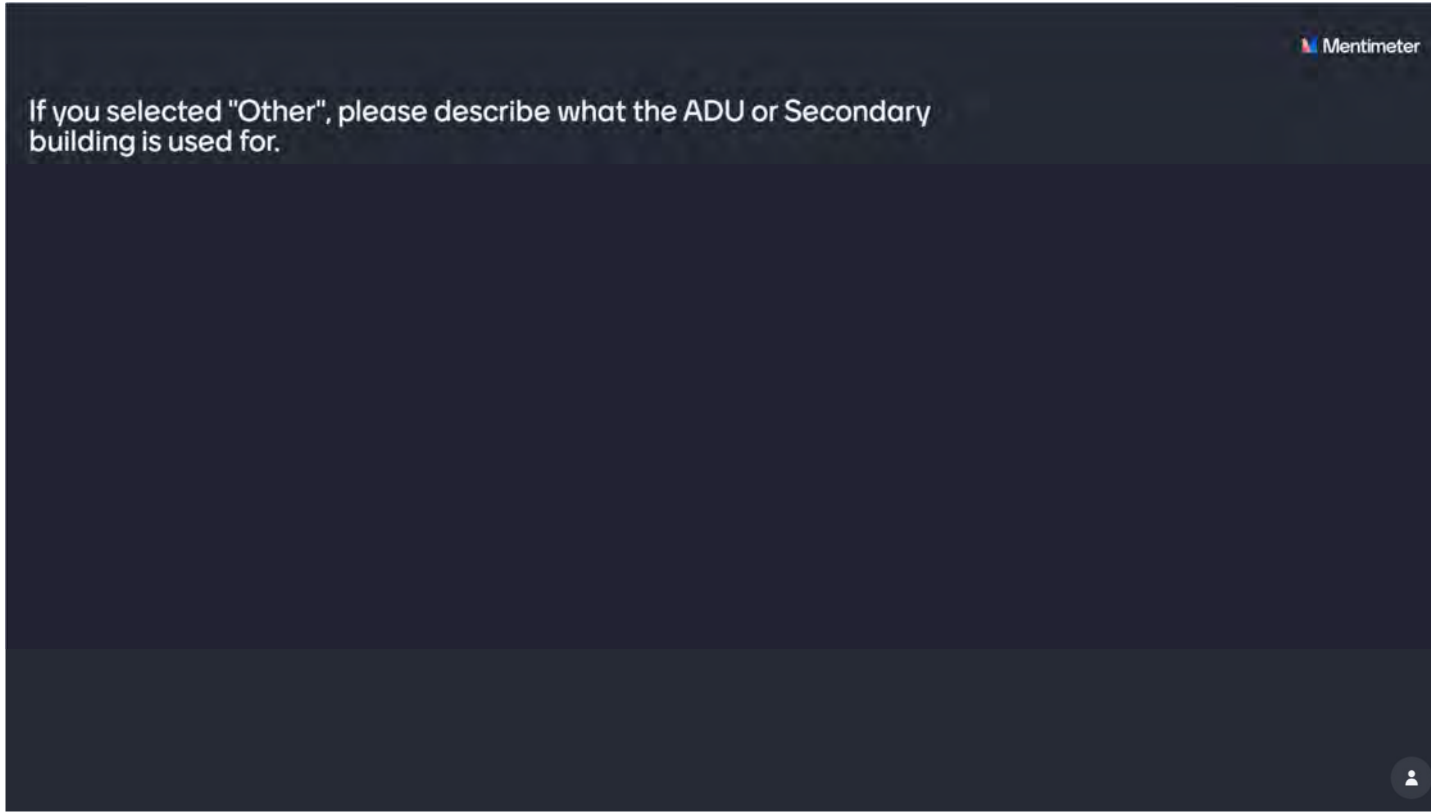 Mentimeter
If you selected "Other", please describe what the ADU or Secondary
building is used for.